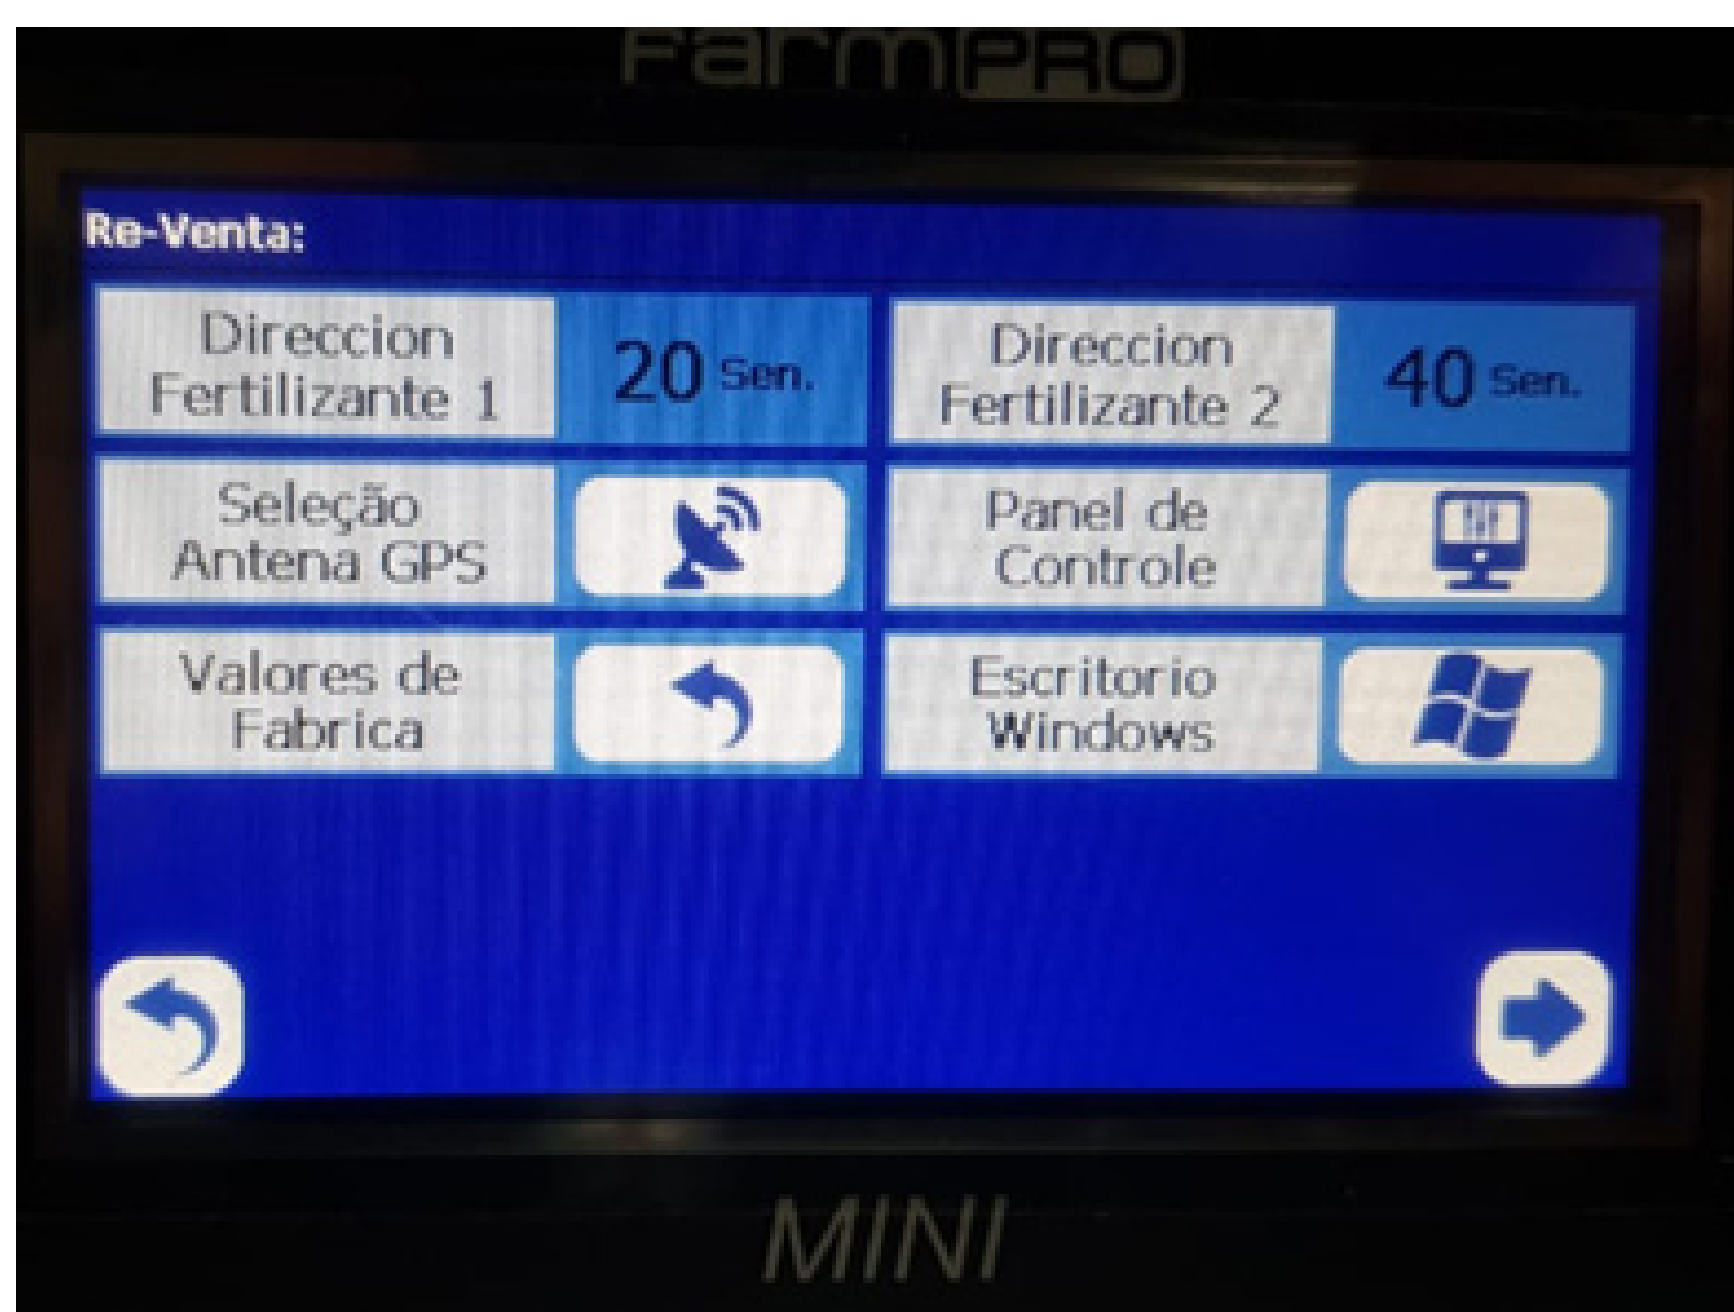 FarmPRO
Re-Venta:
Direccion
Fertilizante 1
20 Sen.
Direccion
Fertilizante 2
40 Sen.
Seleção
Antena GPS
Panel de
Controle
Valores de
Fabrica
Escritorio
Windows
MINI